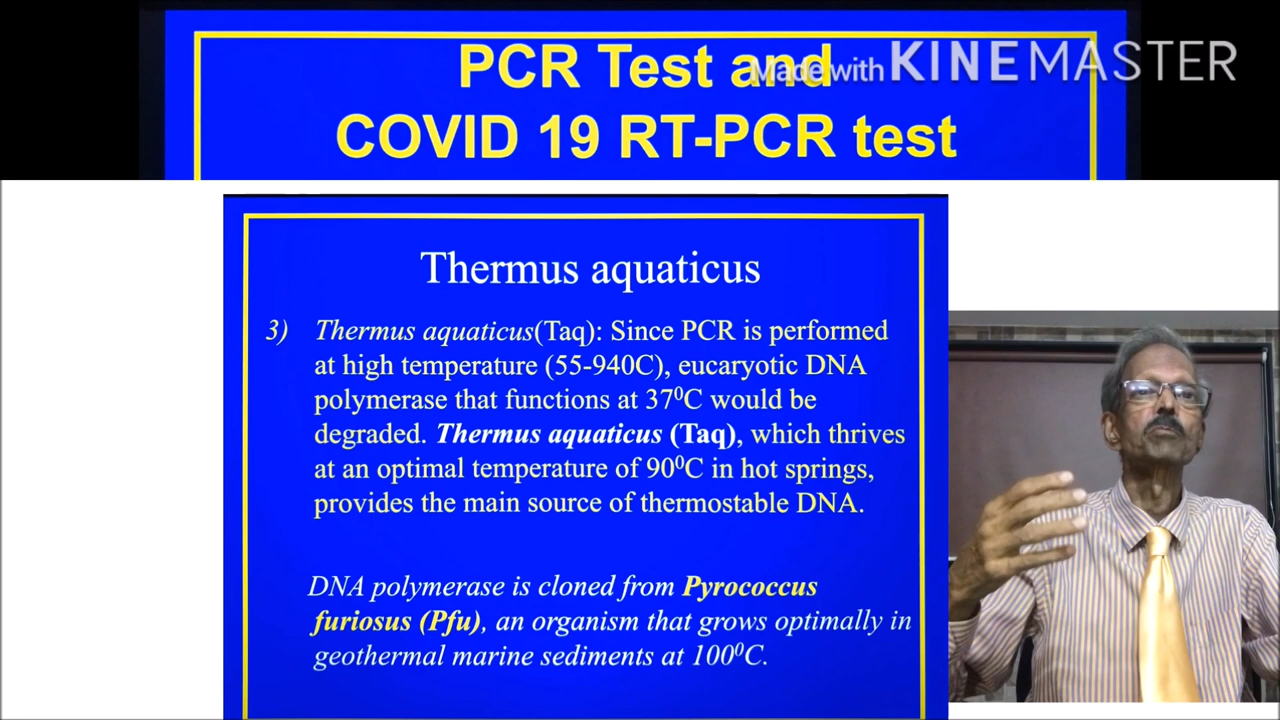 PCR Test and
Made with KINEMASTER
COVID 19 RT-PCR test
Thermus aquaticus
3) Thermus aquaticus(Taq): Since PCR is performed
at high temperature (55-940C), eucaryotic DNA
polymerase that functions at 37⁰C would be
degraded. Thermus aquaticus (Taq), which thrives
at an optimal temperature of 90⁰C in hot springs,
provides the main source of thermostable DNA.
DNA polymerase is cloned from Pyrococcus
furiosus (Pfu), an organism that grows optimally in
geothermal marine sediments at 100⁰C.